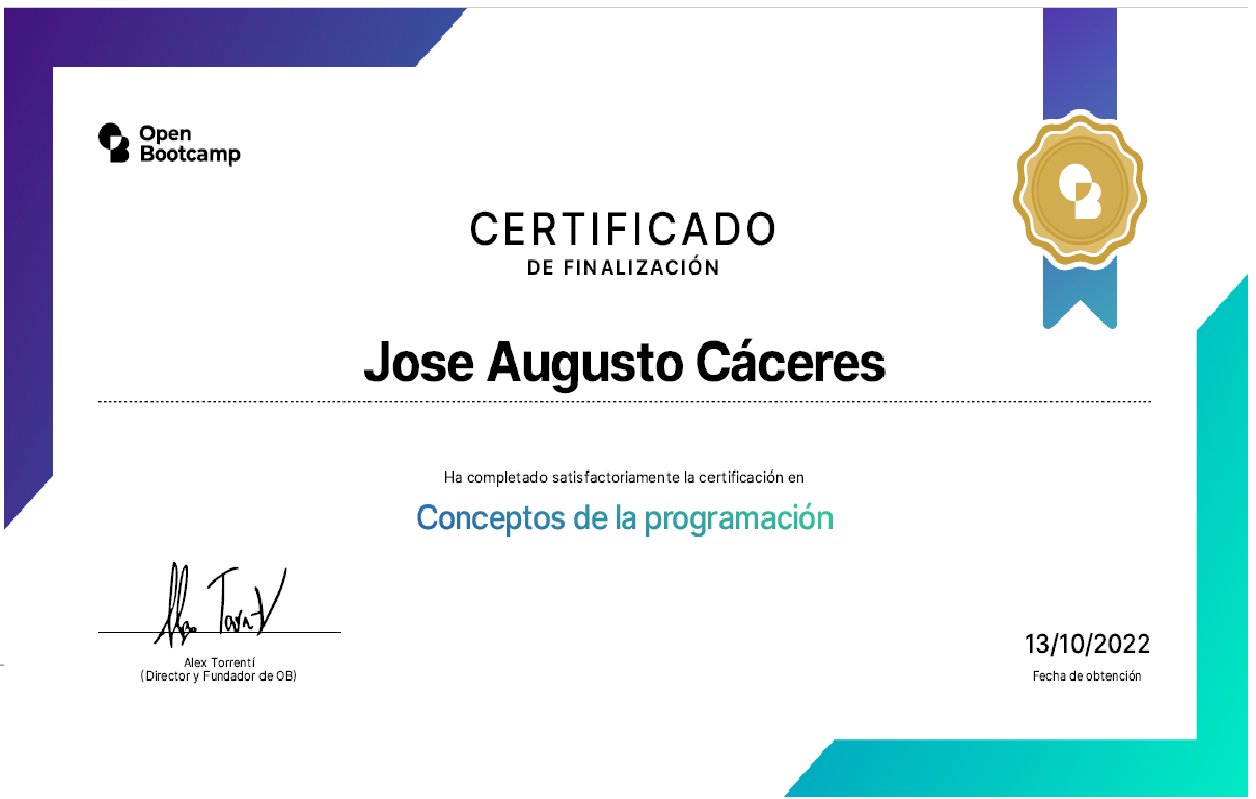 Open
Bootcamp
CERTIFICADO
DE FINALIZACIÓN
Jose Augusto Cáceres
Ha completado satisfactoriamente la certificación en
Conceptos de la programación
Alex Torrentí
(Director y Fundador de OB)
13/10/2022
Fecha de obtención